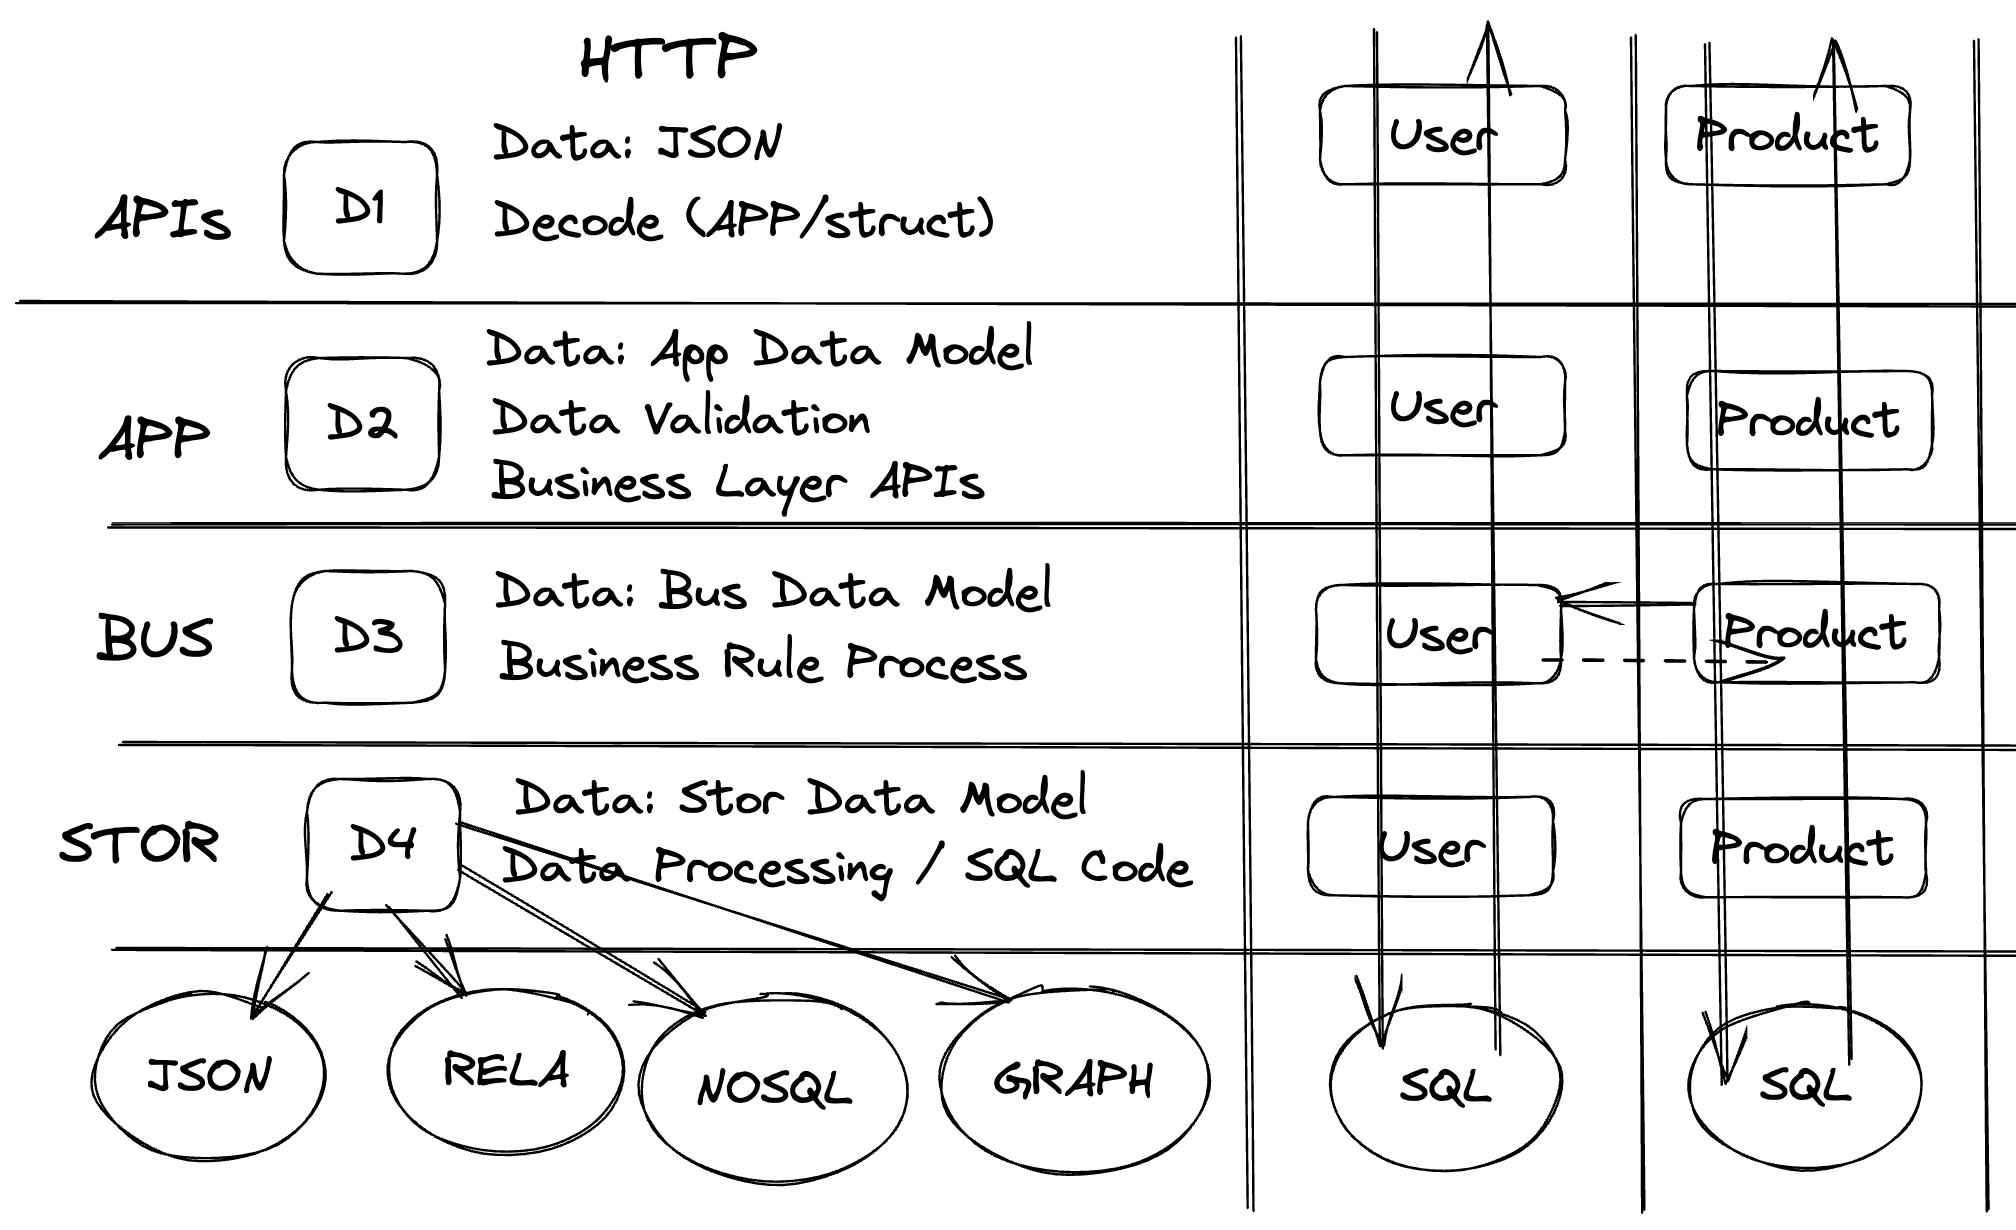 HTTP
Data: JSON
APIs D1
Decode (APP/struct)
User Product
Data: App Data Model
APP D2
Data Validation
Business Layer APIs
User Product
Data: Bus Data Model
BUS D3
Business Rule Process
User Product
Data: Stor Data Model
STOR D4
Data Processing / SQL Code
User Product
JSON RELA NOSQL GRAPH SQL SQL